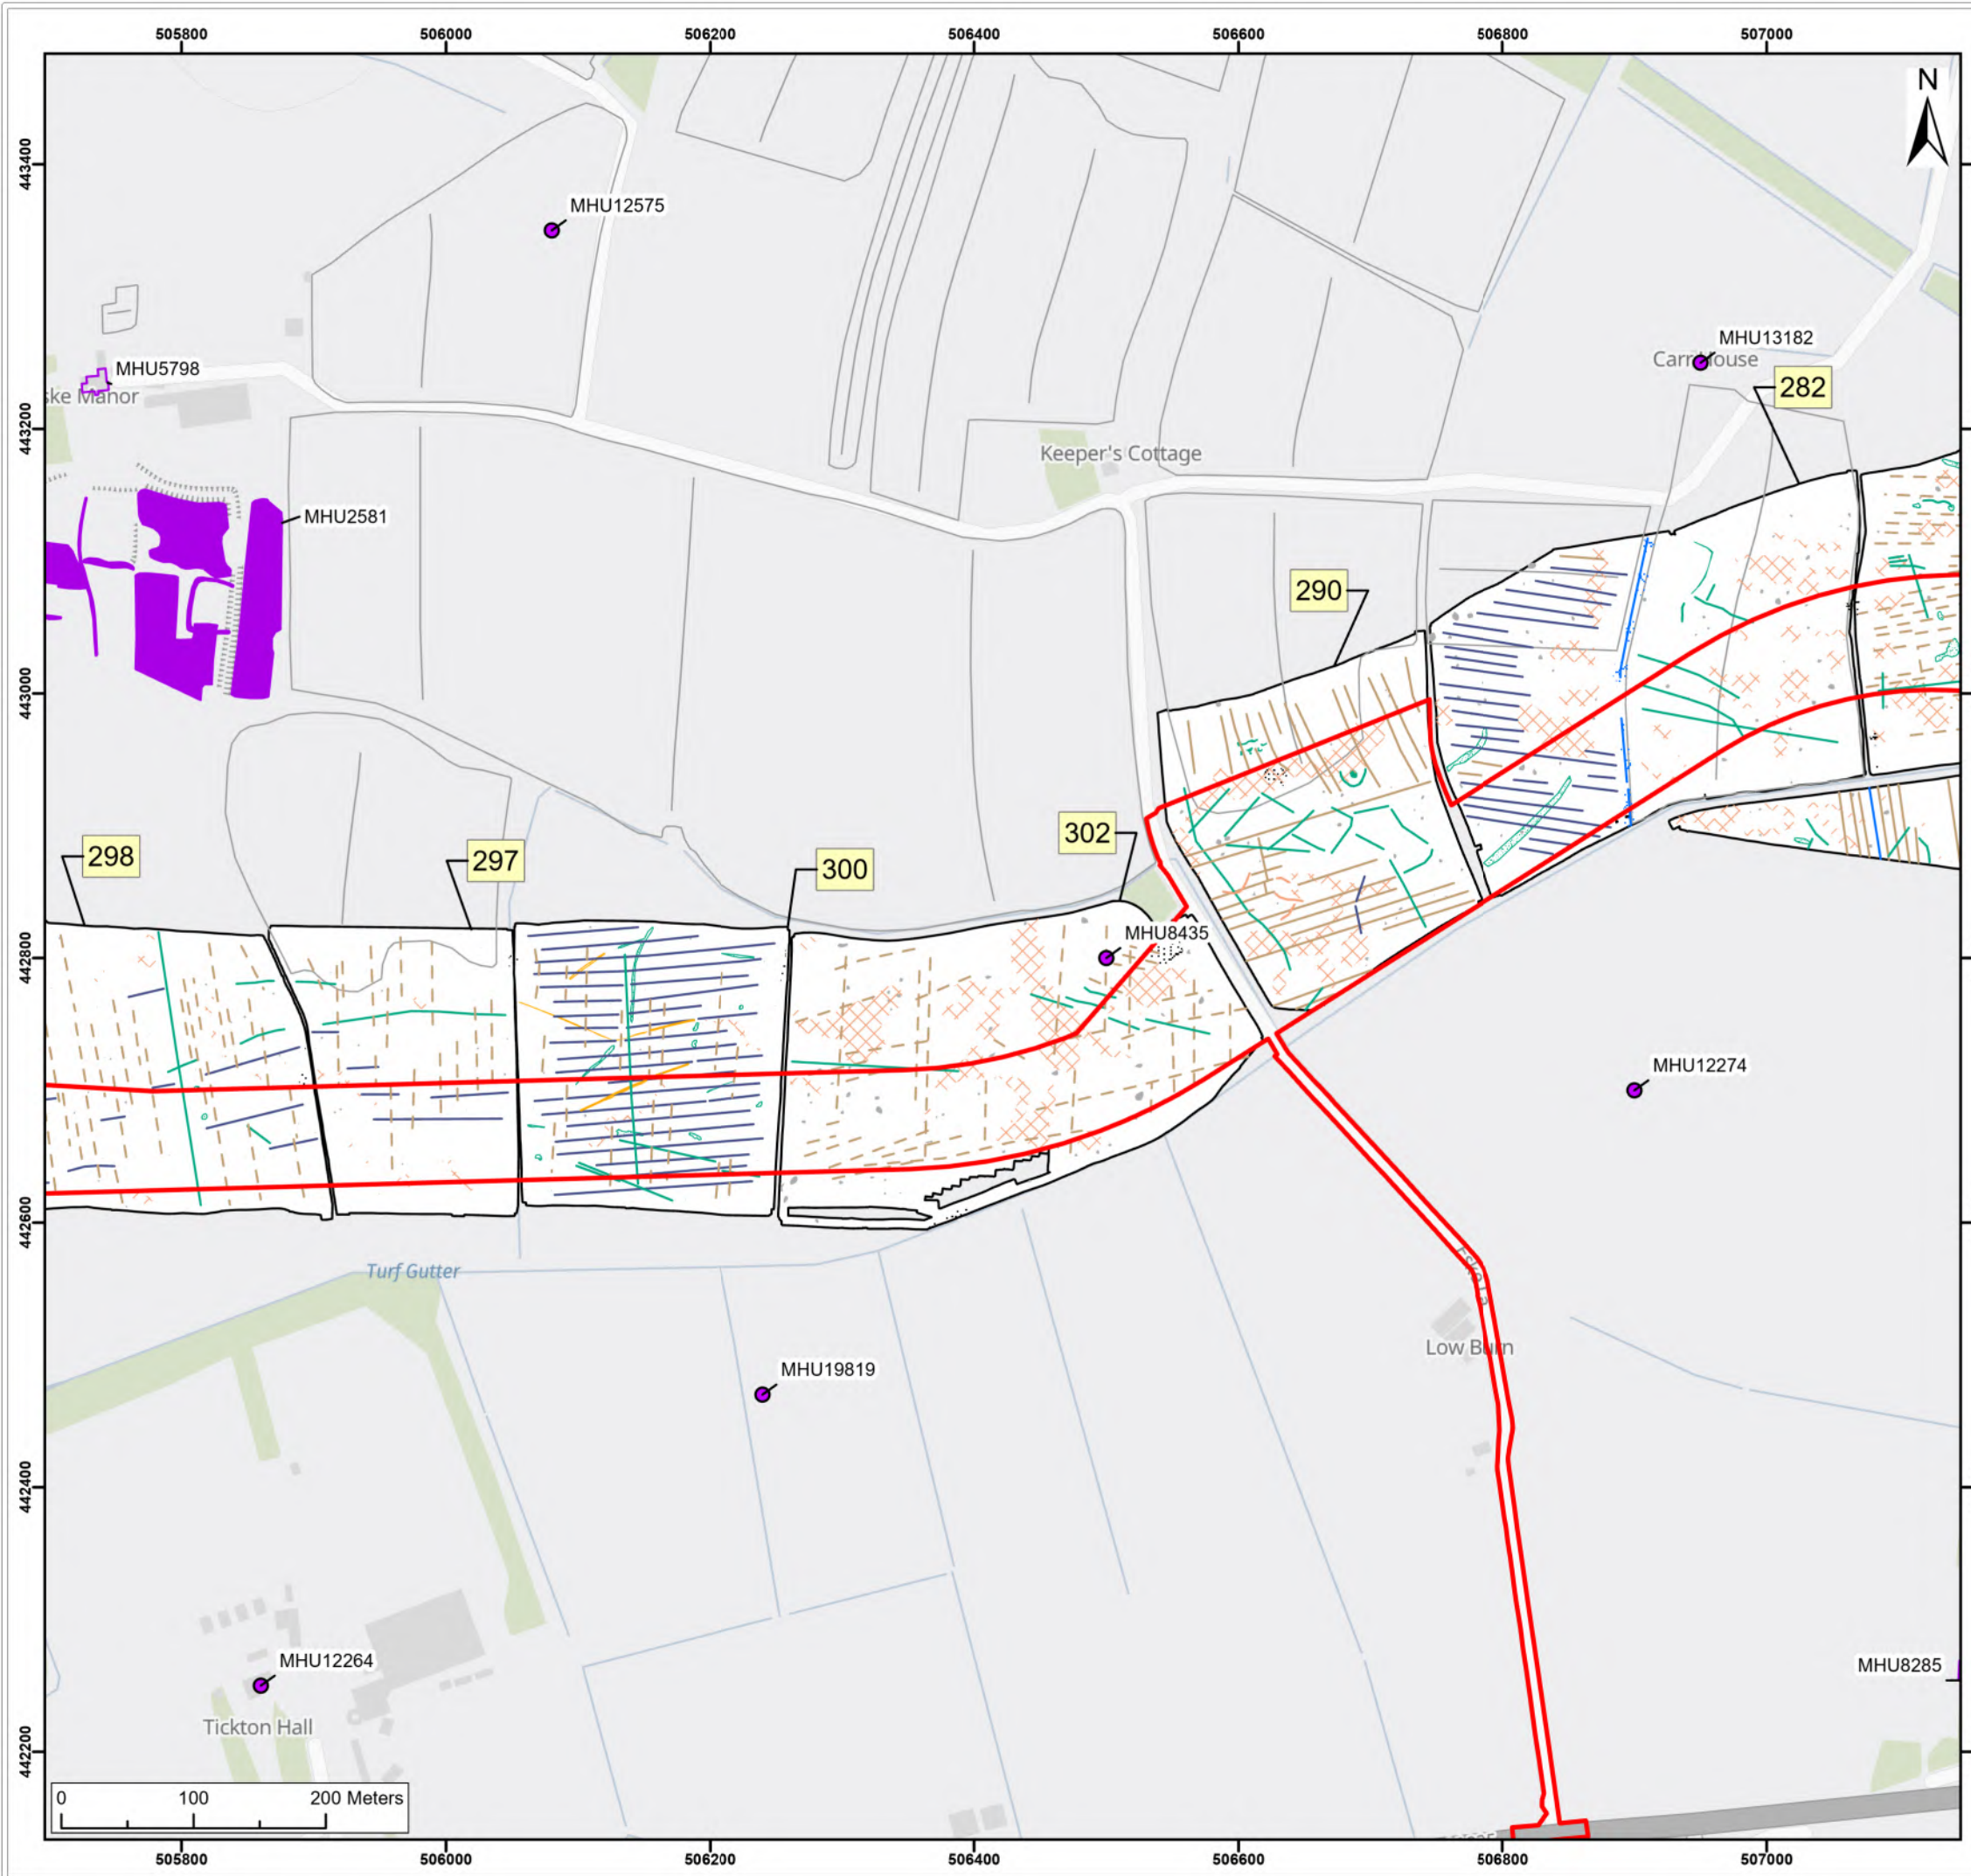 505800 506000 506200 506400 506600 506800 507000
N
443400
MHU12575
MHU13182
Carr House
MHU5798
ske Manor
282
443200
Keeper's Cottage
MHU2581
290
443000
302
298
297
300
MHU8435
442800
MHU12274
442600
Turf Gutter
Low Burn
MHU19819
442400
MHU12264
MHU8285
Tickton Hall
442200
0 100 200 Meters
505800 506000 506200 506400 506600 506800 507000